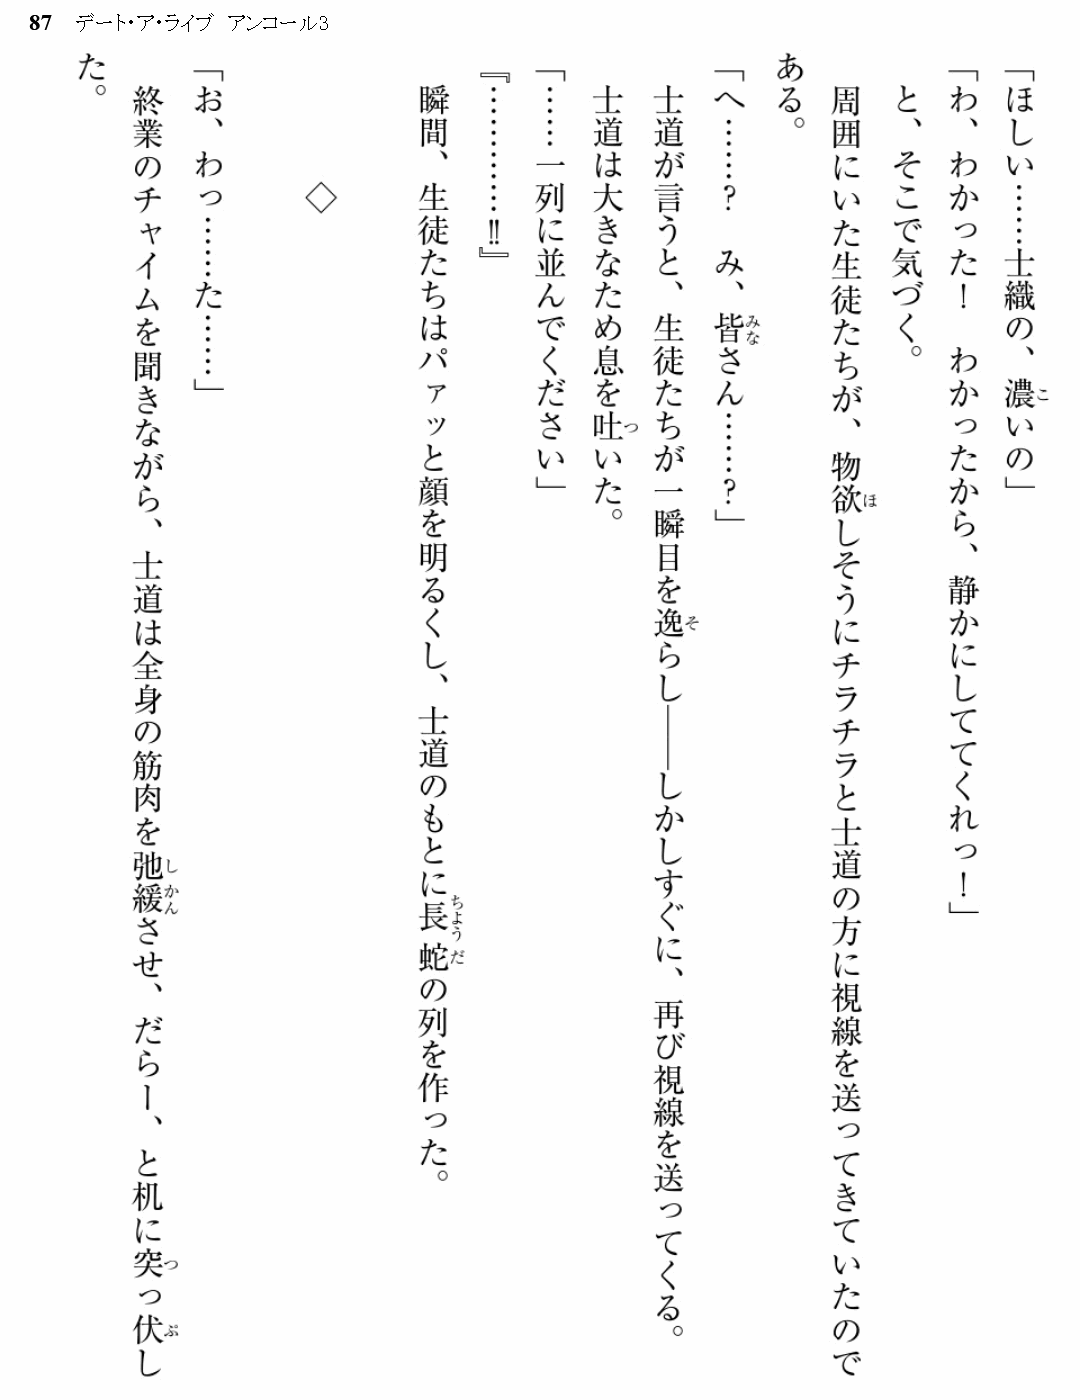 87 デート・ア・ライブ アンコール3
「ほしい……士織の、濃いの」
「わ、わかった！　わかったから、静かにしててくれっ！」
と、そこで気づく。
周囲にいた生徒たちが、物欲しそうにチラチラと士道の方に視線を送ってきていたので
ある。
「へ……？　み、皆さん……？」
士道が言うと、生徒たちが一瞬目を逸らし――しかしすぐに、再び視線を送ってくる。
士道は大きなため息を吐いた。
「……一列に並んでください」
『…………!!』
瞬間、生徒たちはパァッと顔を明るくし、士道のもとに長蛇の列を作った。
◇
「お、わっ……た……」
終業のチャイムを聞きながら、士道は全身の筋肉を弛緩させ、だらー、と机に突っ伏し
た。